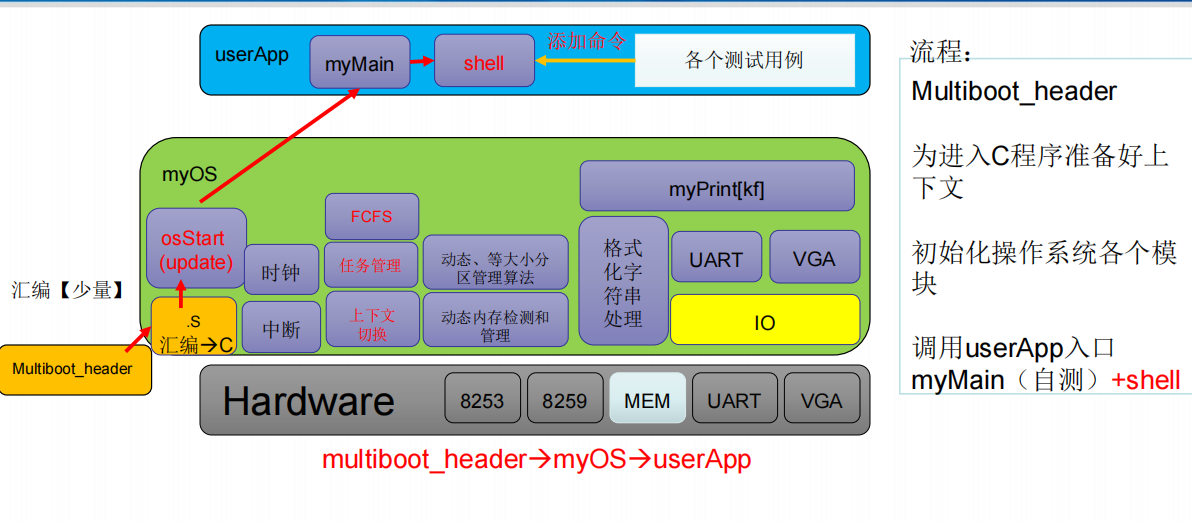 userApp
myMain
shell
添加命令
各个测试用例
myOS
myPrint[kf]
osStart
(update)
时钟
FCFS
任务管理
动态、等大小分
区管理算法
格式
化字
符串
处理
UART
VGA
汇编【少量】
.s
汇编→C
中断
上下文
切换
动态内存检测和
管理
IO
Multiboot_header
Hardware
8253
8259
MEM
UART
VGA
multiboot_header→myOS→userApp
流程：
Multiboot_header
为进入C程序准备好上
下文
初始化操作系统各个模
块
调用userApp入口
myMain（自测）+shell